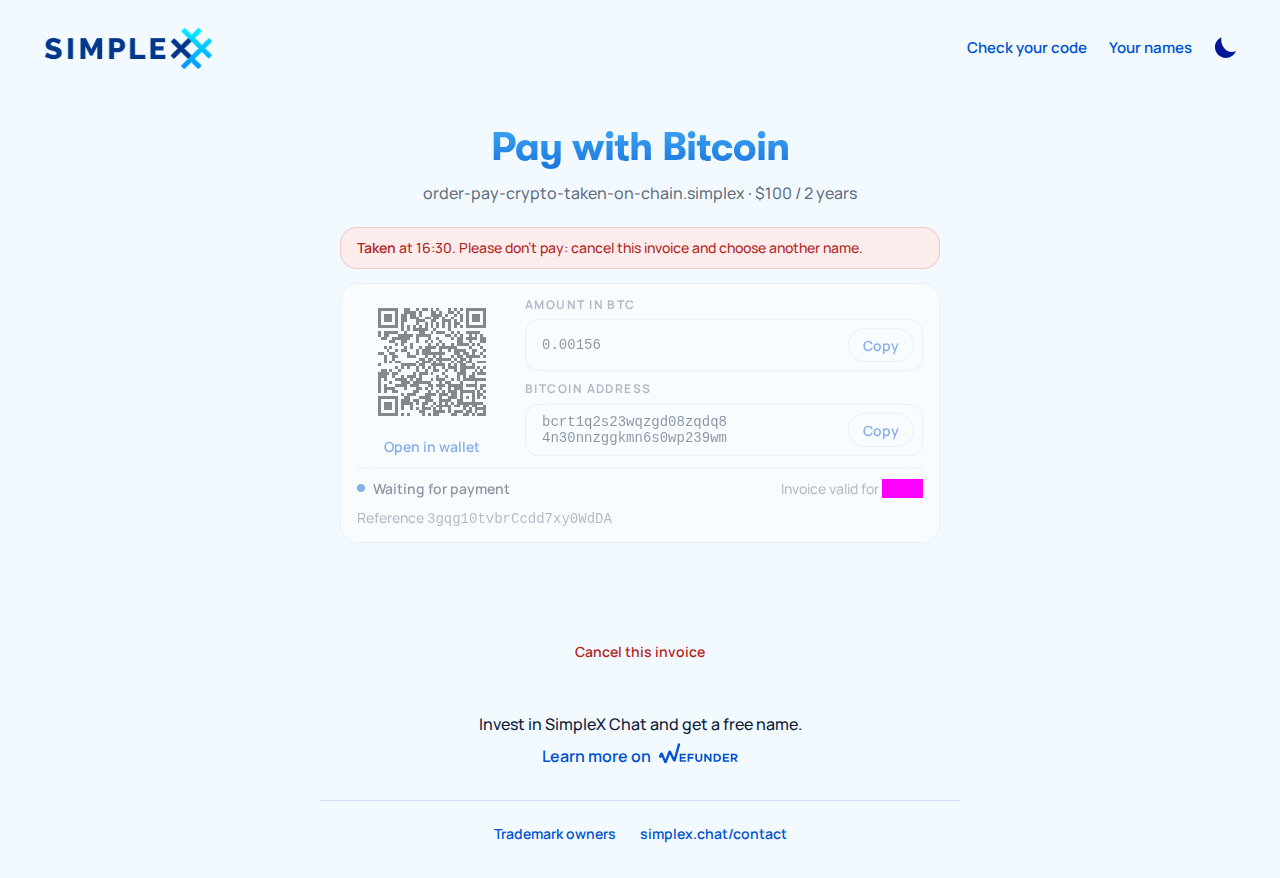 SIMPLEX
Check your code
Your names
Pay with Bitcoin
order-pay-crypto-taken-on-chain.simplex · $100 / 2 years
Taken at 16:30. Please don't pay: cancel this invoice and choose another name.
AMOUNT IN BTC
0.00156
Copy
BITCOIN ADDRESS
bcrt1q2s23wqzgd08zqdq8
4n30nnzggkmn6s0wp239wm
Copy
Open in wallet
Waiting for payment
Invoice valid for
Reference 3gqg10tvbrCcdd7xy0WdDA
Cancel this invoice
Invest in SimpleX Chat and get a free name.
Learn more on WEFUNDER
Trademark owners
simplex.chat/contact